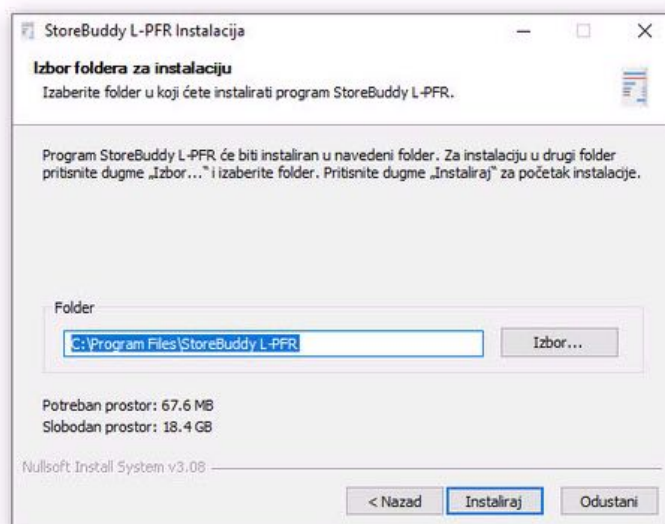 StoreBuddy L-PFR Instalacija
Izbor foldera za instalaciju
Izaberite folder u koji ćete instalirati program StoreBuddy L-PFR.
Program StoreBuddy L-PFR će biti instaliran u navedeni folder. Za instalaciju u drugi folder
pritisnite dugme „Izbor...“ i izaberite folder. Pritisnite dugme „Instaliraj“ za početak instalacije.
Folder
C:\Program Files\StoreBuddy L-PFR
Izbor...
Potreban prostor: 67.6 MB
Slobodan prostor: 18.4 GB
Nullsoft Install System v3.08
< Nazad
Instaliraj
Odustani